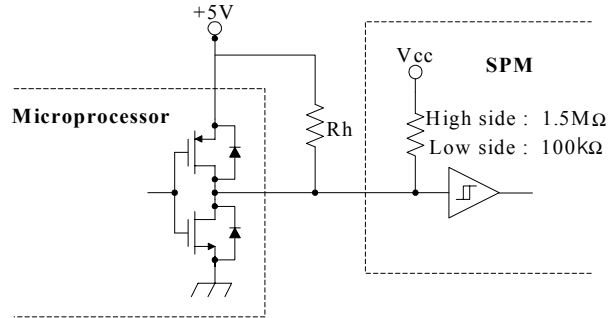 +5V
Vcc
SPM
Microprocessor
Rh
High side : 1.5MΩ
Low side : 100kΩ